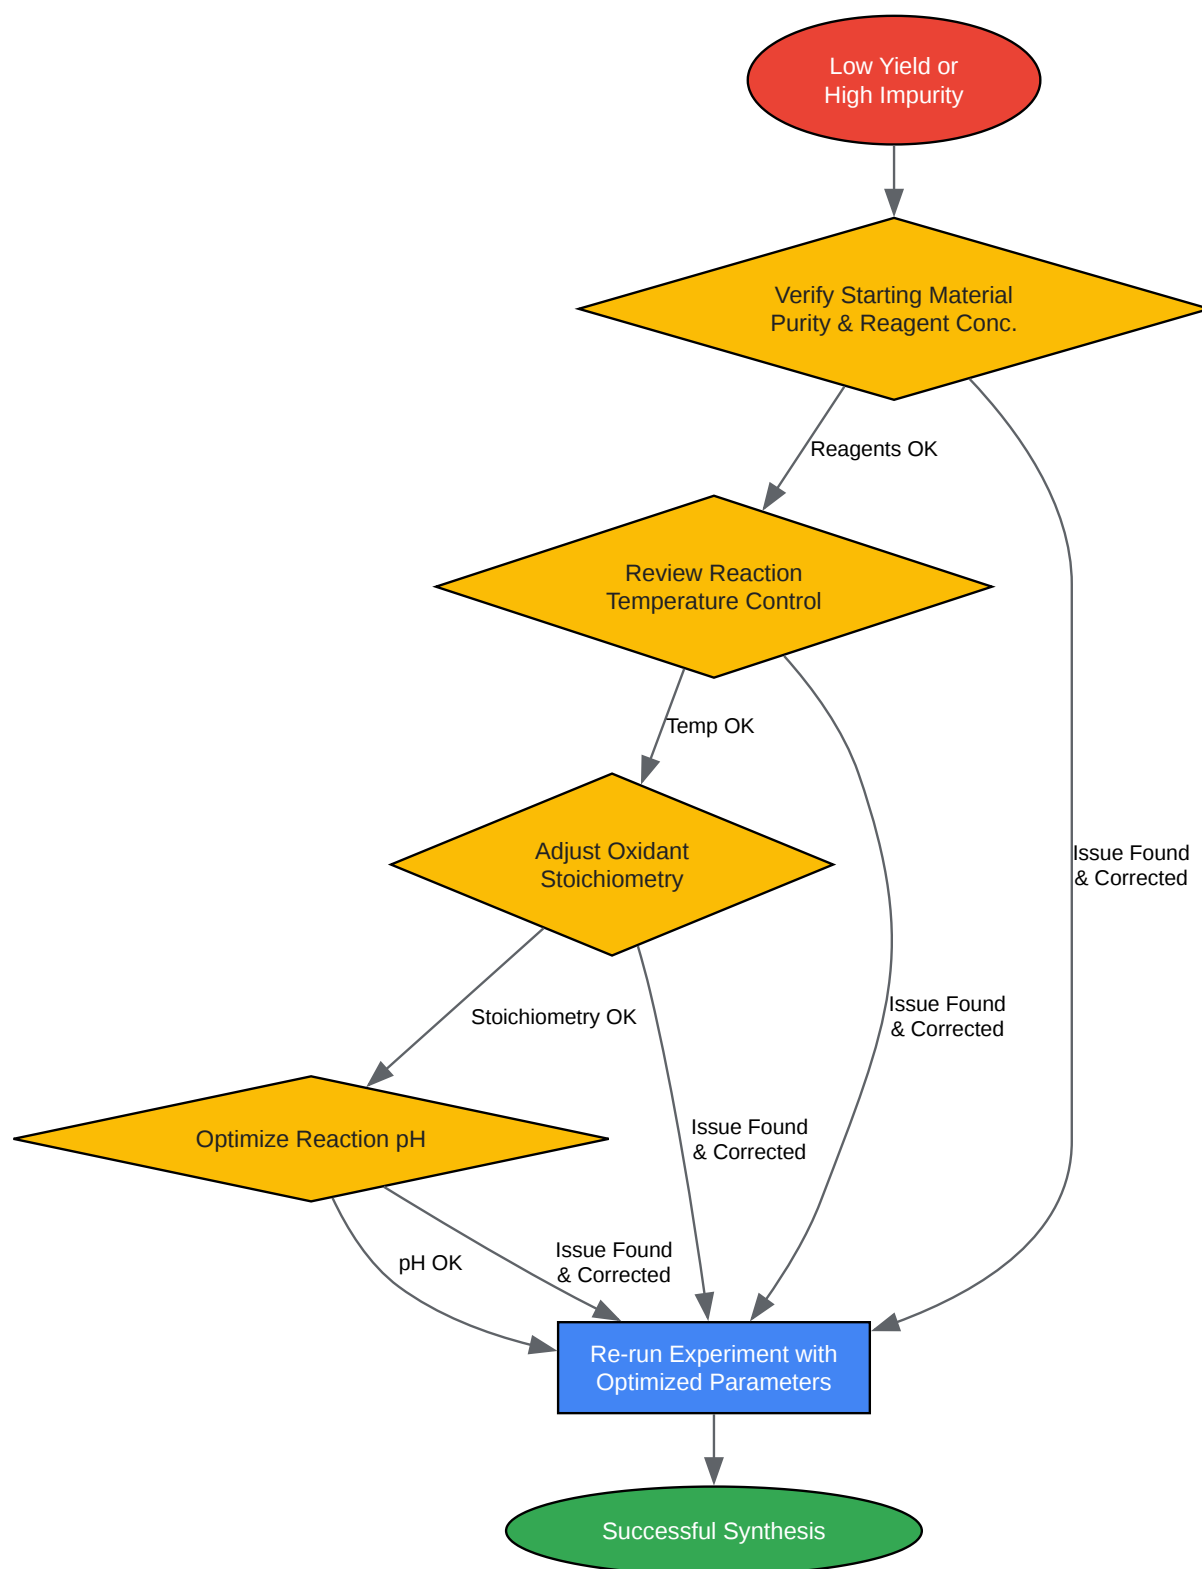 Low Yield or
High Impurity
Verify Starting Material
Purity & Reagent Conc.
Reagents OK
Review Reaction
Temperature Control
Temp OK
Adjust Oxidant
Stoichiometry
Issue Found
& Corrected
Stoichiometry OK
Issue Found
& Corrected
Optimize Reaction pH
Issue Found
& Corrected
pH OK
Issue Found
& Corrected
Re-run Experiment with
Optimized Parameters
Successful Synthesis